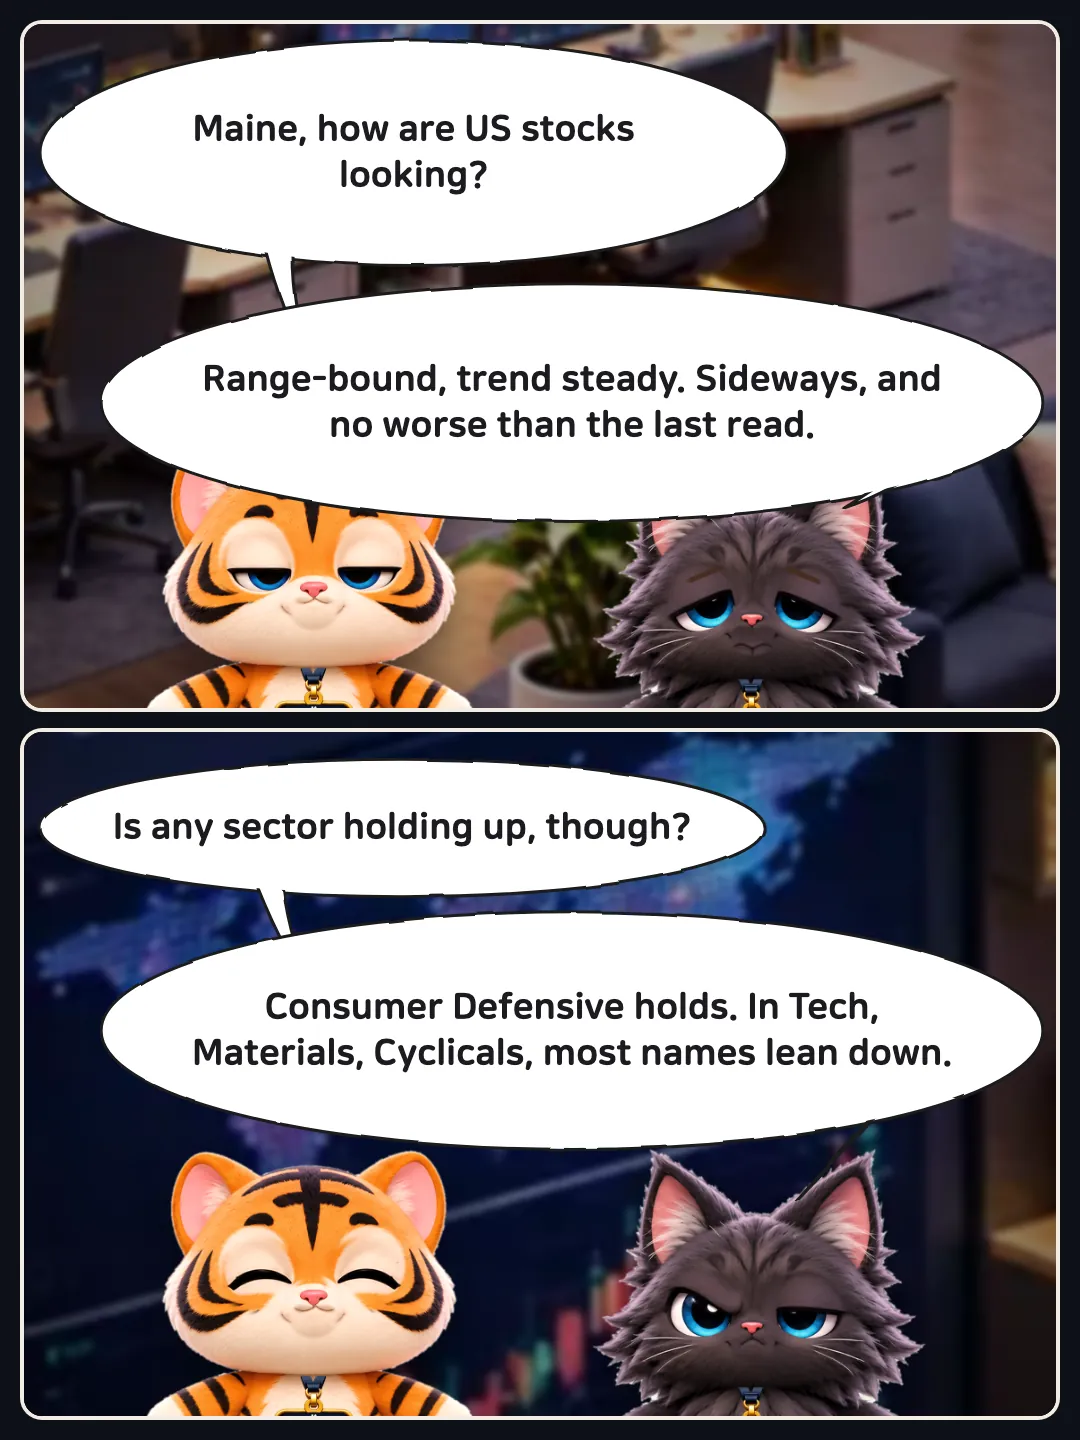 Maine, how are US stocks
looking?
Range-bound, trend steady. Sideways, and
no worse than the last read.
Is any sector holding up, though?
Consumer Defensive holds. In Tech,
Materials, Cyclicals, most names lean down.